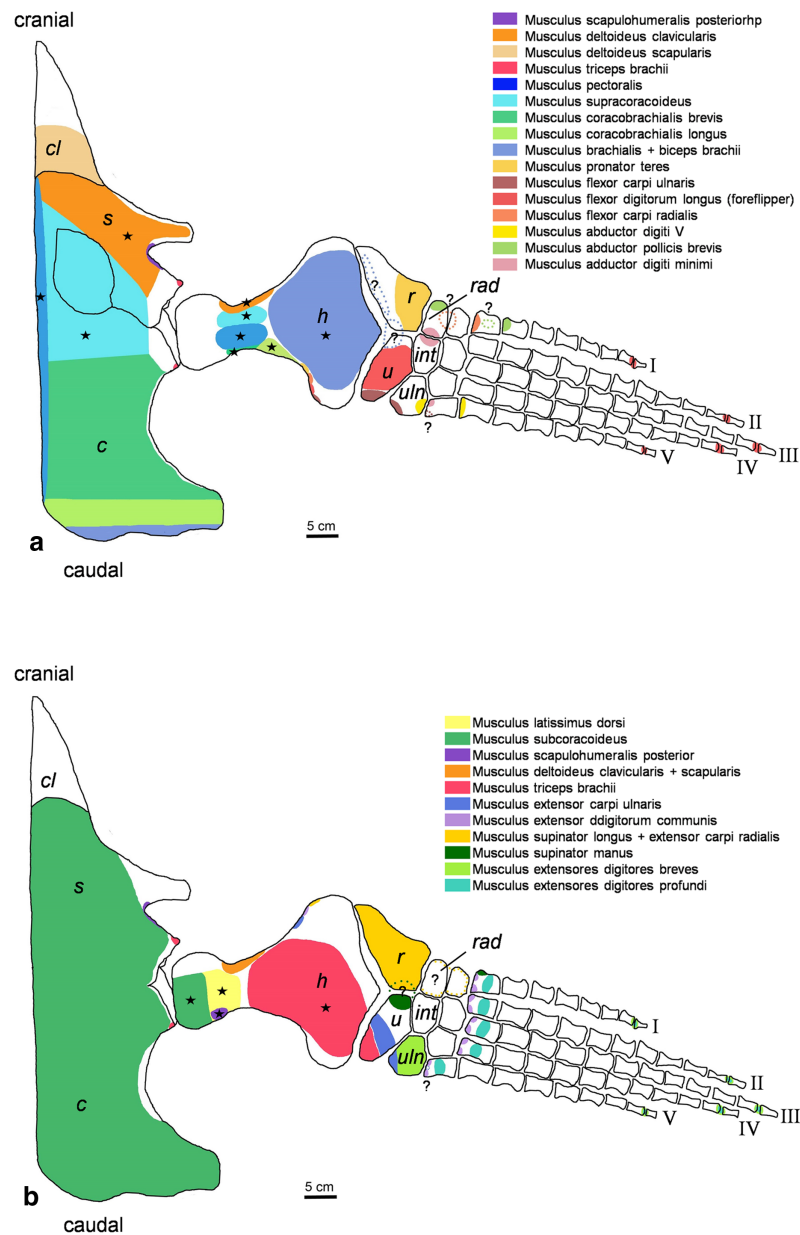 cranial
Musculus scapulohumeralis posteriorhp
Musculus deltoideus clavicularis
Musculus deltoideus scapularis
Musculus triceps brachii
Musculus pectoralis
Musculus supracoracoideus
Musculus coracobrachialis brevis
Musculus coracobrachialis longus
Musculus brachialis + biceps brachii
Musculus pronator teres
Musculus flexor carpi ulnaris
Musculus flexor digitorum longus (foreflipper)
Musculus flexor carpi radialis
Musculus abductor digiti V
Musculus abductor pollicis brevis
Musculus adductor digiti minimi
cl
s
h
r
rad
?
?
?
?
u
int
uln
?
c
I
II
III
IV
V
5 cm
a
caudal
cranial
Musculus latissimus dorsi
Musculus subcoracoideus
Musculus scapulohumeralis posterior
Musculus deltoideus clavicularis + scapularis
Musculus triceps brachii
Musculus extensor carpi ulnaris
Musculus extensor ddigitorum communis
Musculus supinator longus + extensor carpi radialis
Musculus supinator manus
Musculus extensores digitores breves
Musculus extensores digitores profundi
cl
s
h
r
rad
?
?
u
int
uln
?
c
I
II
III
IV
V
5 cm
b
caudal